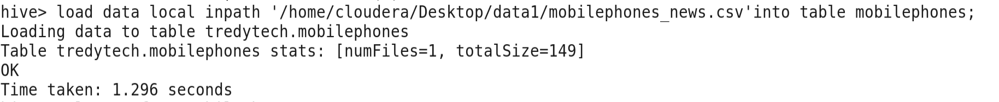 hive> load data local inpath '/home/cloudera/Desktop/data1/mobilephones_news.csv'into table mobilephones;
Loading data to table tredytech.mobilephones
Table tredytech.mobilephones stats: [numFiles=1, totalSize=149]
OK
Time taken: 1.296 seconds